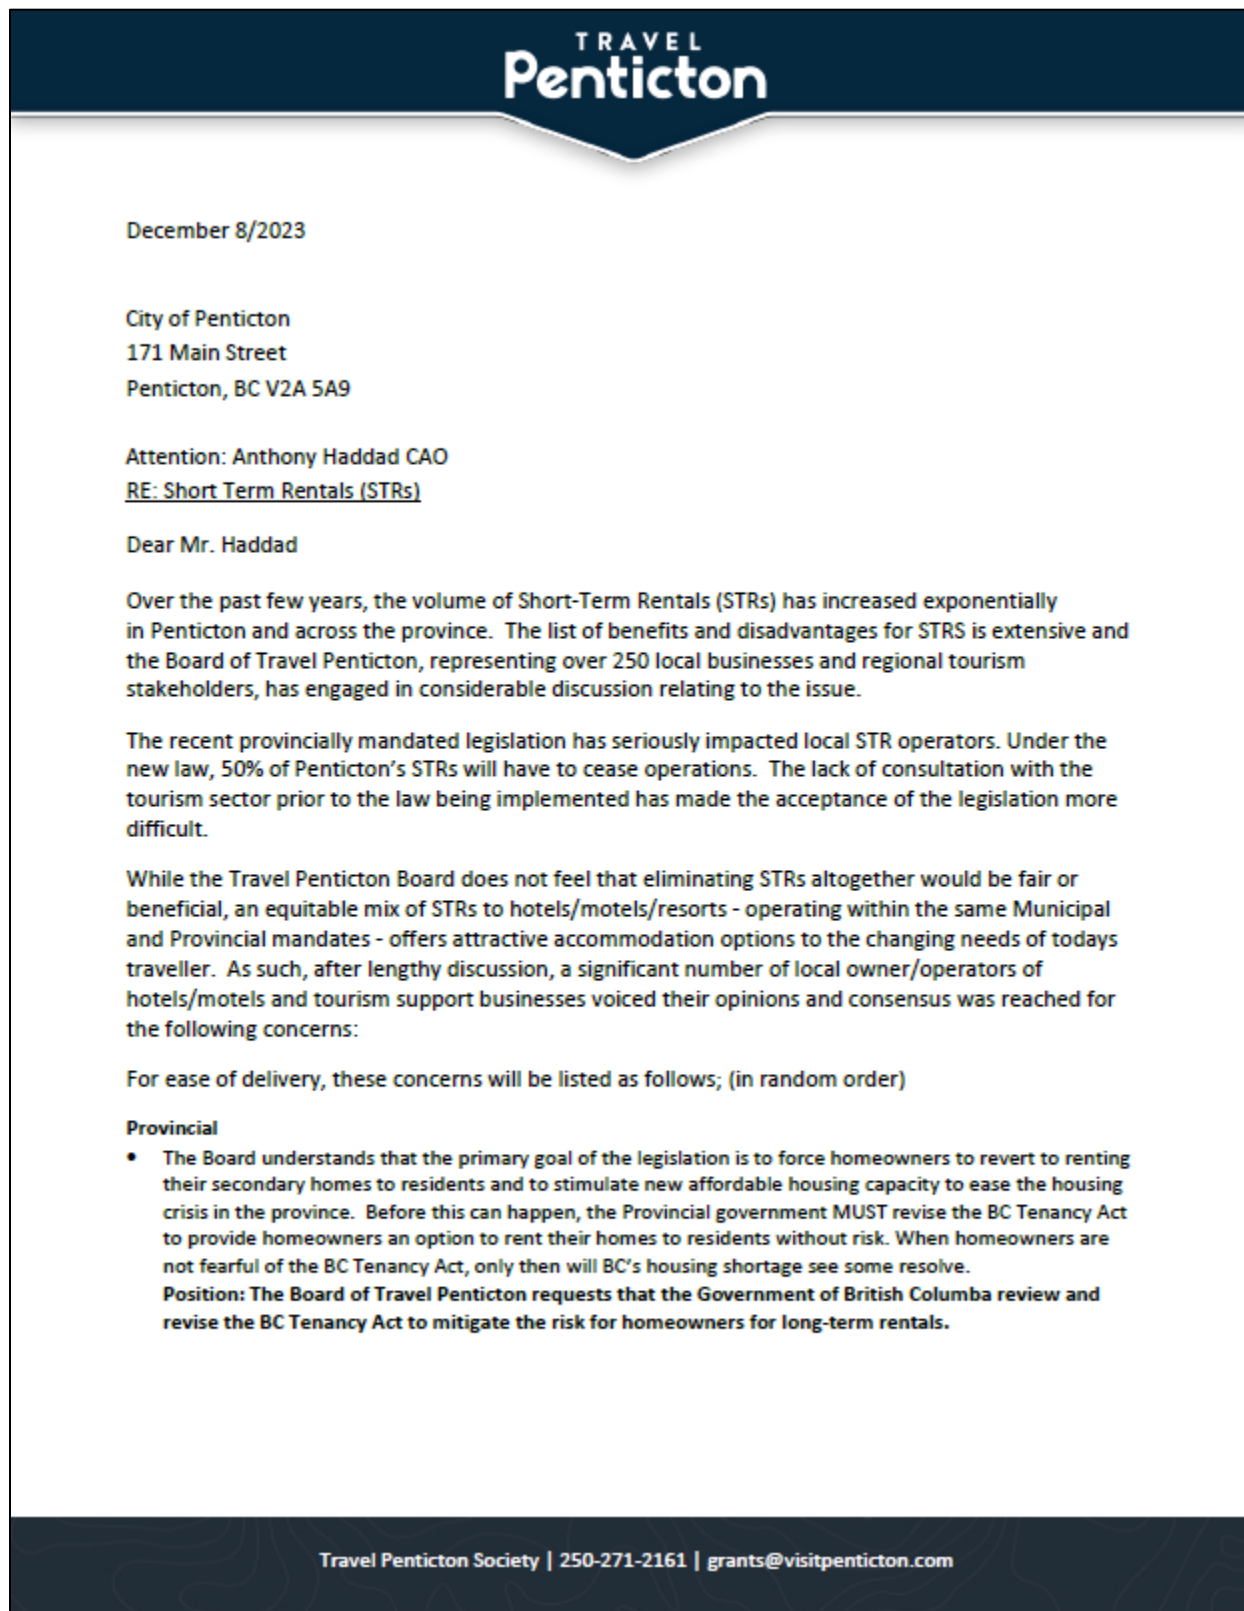 TRAVEL
Penticton
December 8/2023
City of Penticton
171 Main Street
Penticton, BC V2A 5A9
Attention: Anthony Haddad CAO
RE: Short Term Rentals (STRs)
Dear Mr. Haddad
Over the past few years, the volume of Short-Term Rentals (STRs) has increased exponentially
in Penticton and across the province.  The list of benefits and disadvantages for STRS is extensive and
the Board of Travel Penticton, representing over 250 local businesses and regional tourism
stakeholders, has engaged in considerable discussion relating to the issue.
The recent provincially mandated legislation has seriously impacted local STR operators. Under the
new law, 50% of Penticton's STRs will have to cease operations.  The lack of consultation with the
tourism sector prior to the law being implemented has made the acceptance of the legislation more
difficult.
While the Travel Penticton Board does not feel that eliminating STRs altogether would be fair or
beneficial, an equitable mix of STRs to hotels/motels/resorts - operating within the same Municipal
and Provincial mandates - offers attractive accommodation options to the changing needs of todays
traveller.  As such, after lengthy discussion, a significant number of local owner/operators of
hotels/motels and tourism support businesses voiced their opinions and consensus was reached for
the following concerns:
For ease of delivery, these concerns will be listed as follows; (in random order)
Provincial
• The Board understands that the primary goal of the legislation is to force homeowners to revert to renting
their secondary homes to residents and to stimulate new affordable housing capacity to ease the housing
crisis in the province.  Before this can happen, the Provincial government MUST revise the BC Tenancy Act
to provide homeowners an option to rent their homes to residents without risk. When homeowners are
not fearful of the BC Tenancy Act, only then will BC's housing shortage see some resolve.
Position: The Board of Travel Penticton requests that the Government of British Columba review and
revise the BC Tenancy Act to mitigate the risk for homeowners for long-term rentals.
Travel Penticton Society | 250-271-2161 | grants@visitpenticton.com